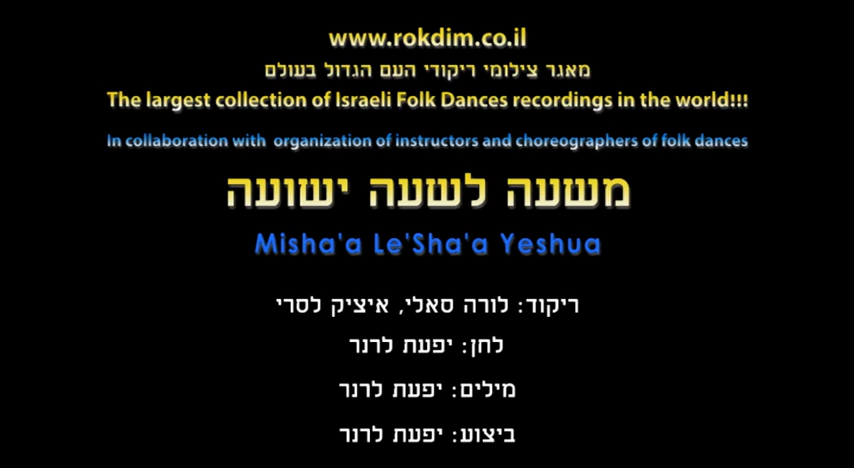 www.rokdim.co.il
מאגר צילומי ריקודי העם הגדול בעולם
The largest collection of Israeli Folk Dances recordings in the world!!!
In collaboration with organization of instructors and choreographers of folk dances
משעה לשעה ישועה
Misha'a Le'Sha'a Yeshua
ריקוד: לורה סאלי, איציק לסרי
לחן: יפעת לרנר
מילים: יפעת לרנר
ביצוע: יפעת לרנר